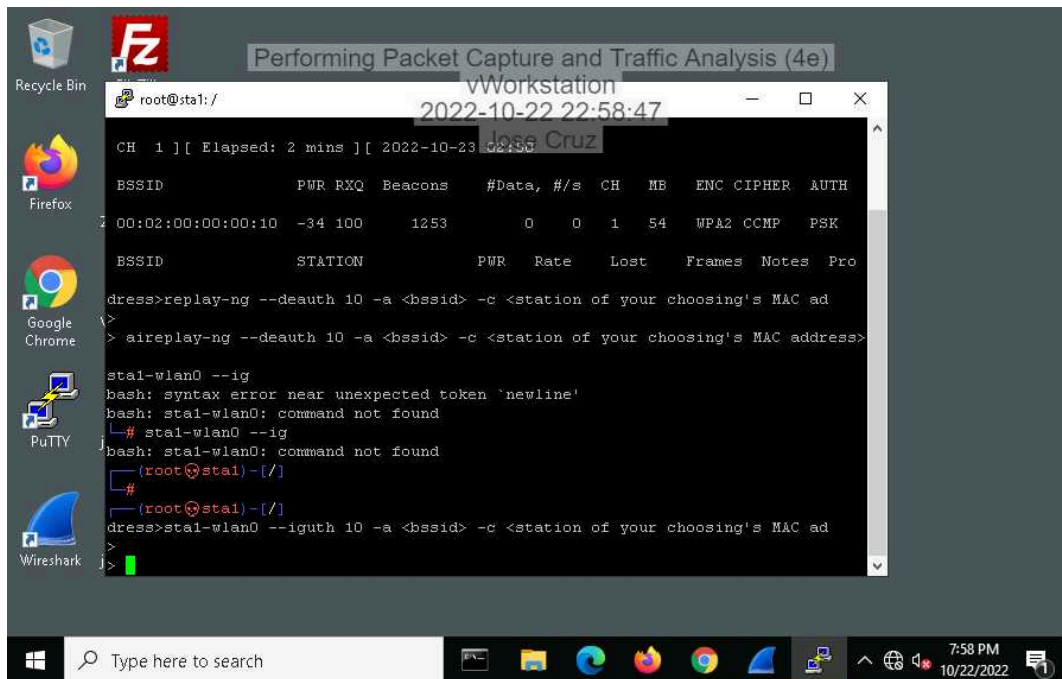 Recycle Bin
Performing Packet Capture and Traffic Analysis (4e)
vWorkstation
2022-10-22 22:58:47
Jose Cruz
root@sta1: /
CH 1 ][ Elapsed: 2 mins ][ 2022-10-23
BSSID PWR RXQ Beacons #Data, #/s CH MB ENC CIPHER AUTH
00:02:00:00:00:10 -34 100 1253 0 0 1 54 WPA2 CCMP PSK
BSSID STATION PWR Rate Lost Frames Notes Pro
dress>replay-ng --deauth 10 -a <bssid> -c <station of your choosing's MAC ad
>
> aireplay-ng --deauth 10 -a <bssid> -c <station of your choosing's MAC address>
sta1-wlan0 --ig
bash: syntax error near unexpected token `newline'
bash: sta1-wlan0: command not found
└─# sta1-wlan0 --ig
bash: sta1-wlan0: command not found
┌──(root💀sta1)-[/]
└─#
┌──(root💀sta1)-[/]
dress>sta1-wlan0 --iguth 10 -a <bssid> -c <station of your choosing's MAC ad
>
>
Firefox
Google
Chrome
PuTTY
Wireshark
Type here to search
7:58 PM
10/22/2022
1